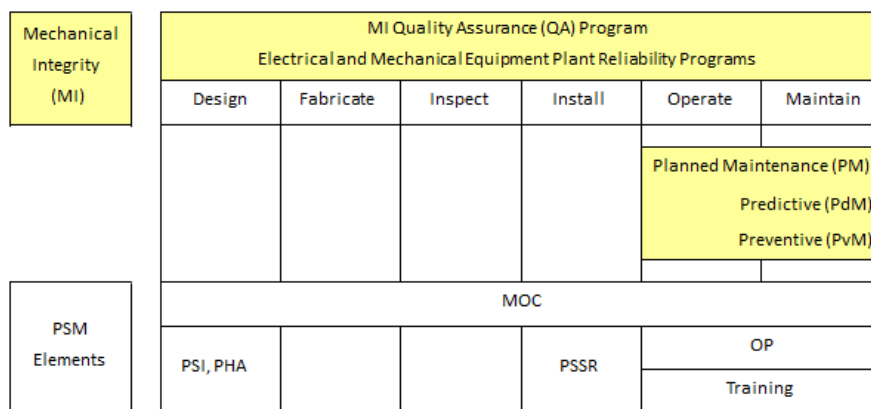 Mechanical
Integrity
(MI)
MI Quality Assurance (QA) Program
Electrical and Mechanical Equipment Plant Reliability Programs
Design
Fabricate
Inspect
Install
Operate
Maintain
Planned Maintenance (PM)
Predictive (PdM)
Preventive (PvM)
PSM
Elements
MOC
PSI, PHA
PSSR
OP
Training